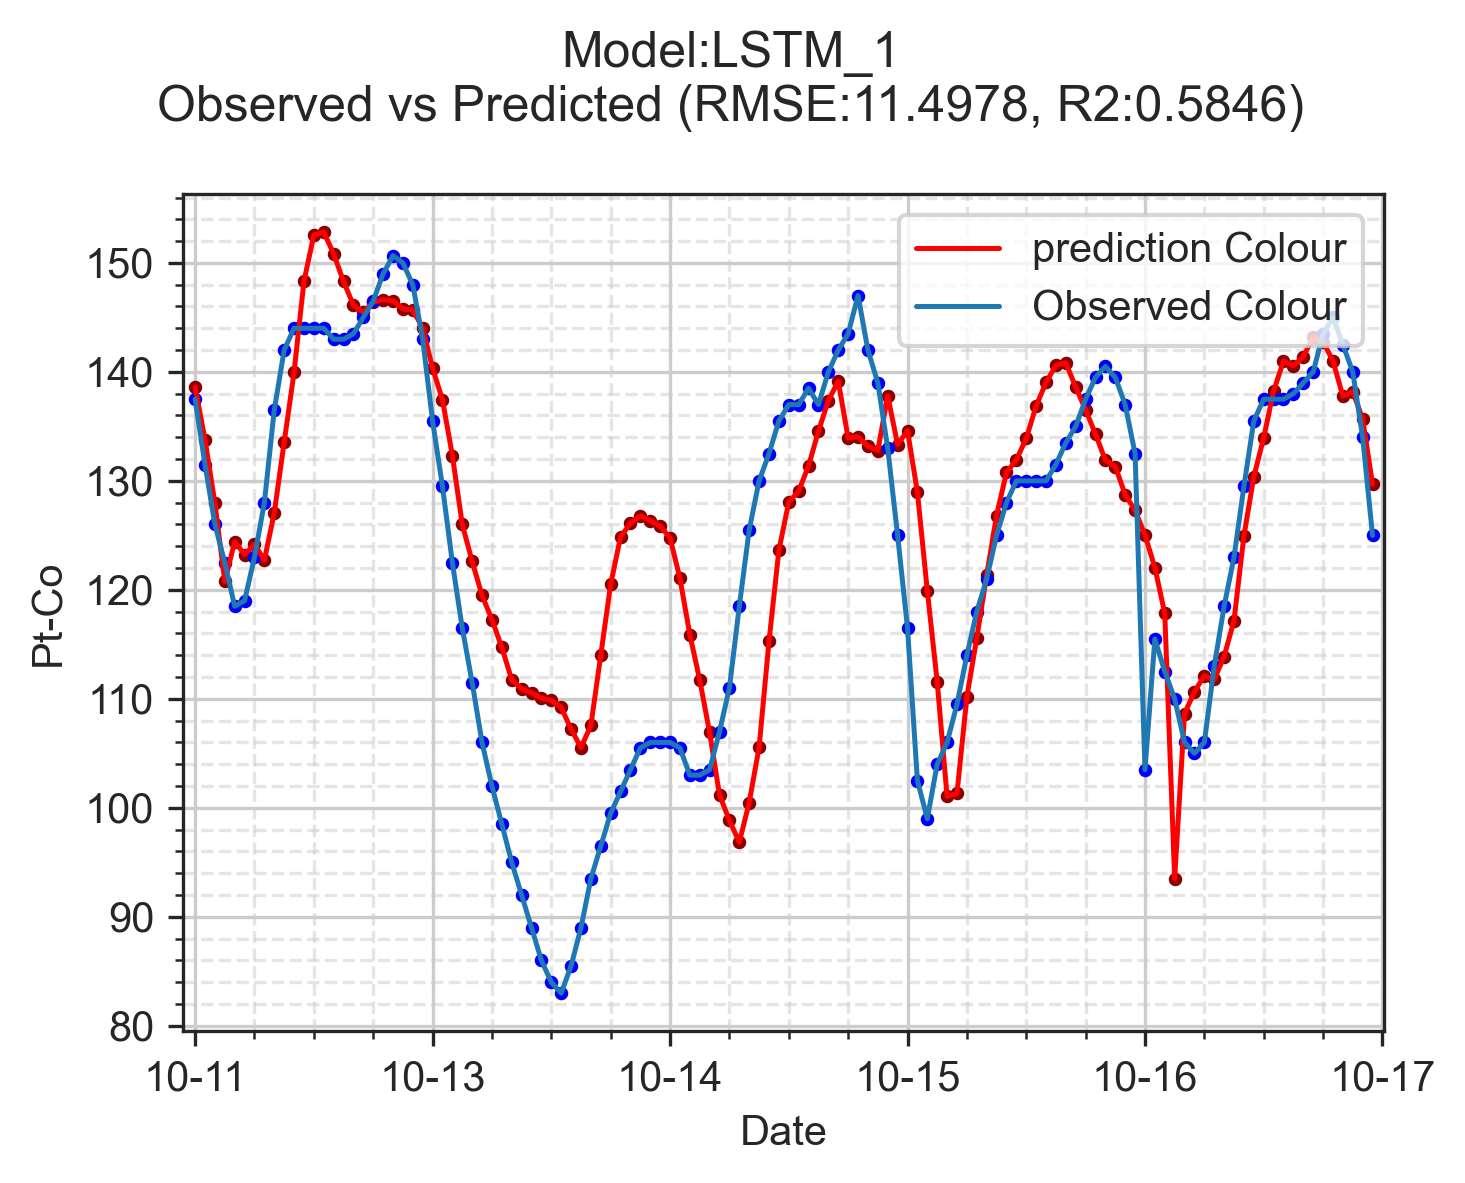 Model:LSTM_1
Observed vs Predicted (RMSE:11.4978, R2:0.5846)
prediction Colour
Observed Colour
Pt-Co
150
140
130
120
110
100
90
80
10-11 10-13 10-14 10-15 10-16 10-17
Date